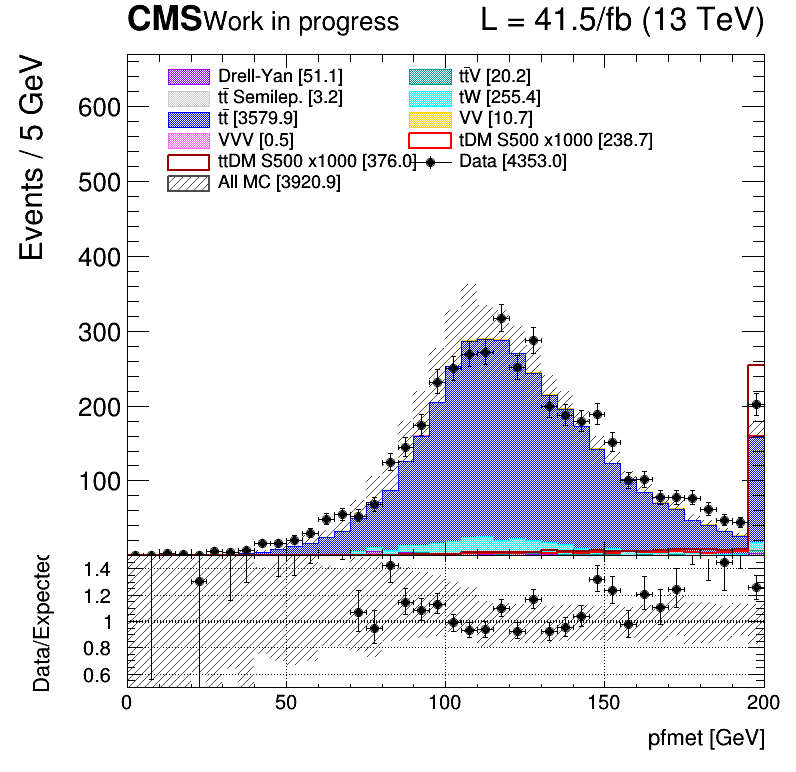 CMS Work in progress L = 41.5/fb (13 TeV)
Events / 5 GeV
Drell-Yan [51.1] tt̄V [20.2]
tt̄ Semilep. [3.2] tW [255.4]
tt̄ [3579.9] VV [10.7]
VVV [0.5] tDM S500 x1000 [238.7]
ttDM S500 x1000 [376.0] Data [4353.0]
All MC [3920.9]
600
500
400
300
200
100
Data/Expected
1.4
1.2
1
0.8
0.6
0 50 100 150 200
pfmet [GeV]